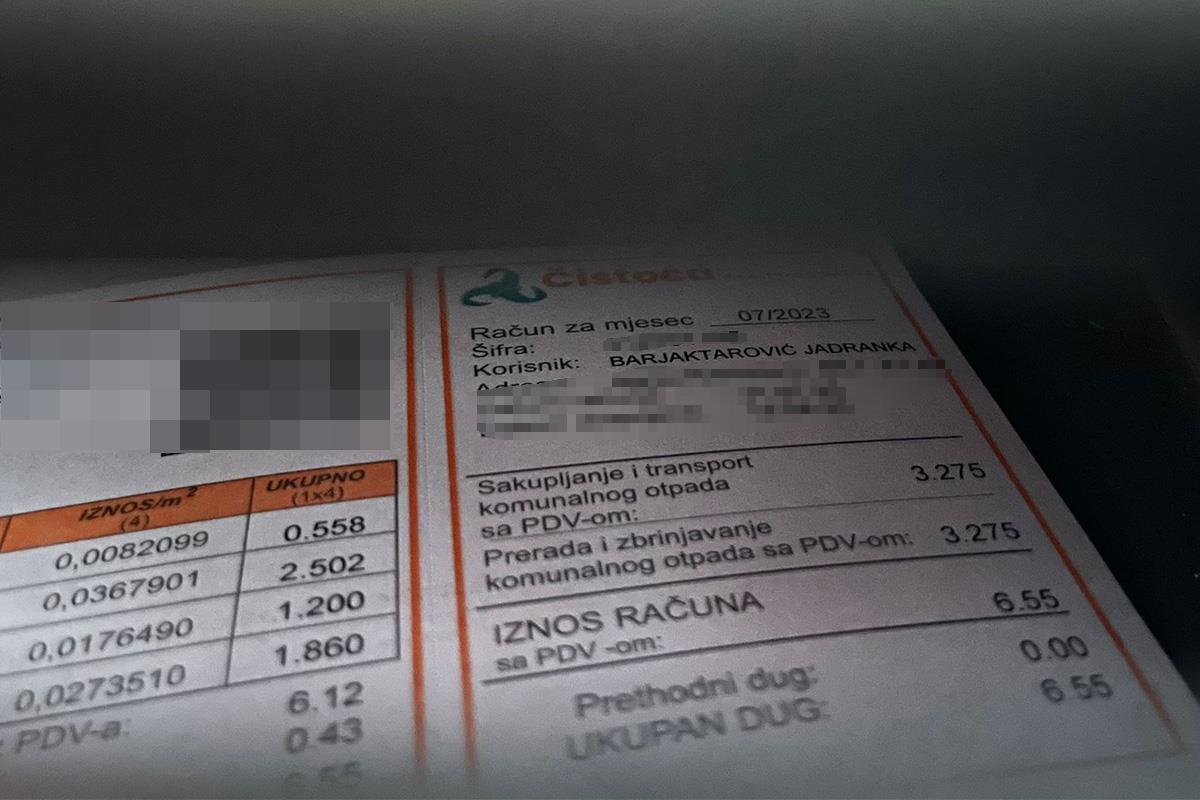 IZNOS/m²
(4)
UKUPNO
(1x4)
0,0082099 0.558
0,0367901 2.502
0,0176490 1.200
0,0273510 1.860
6.12
PDV-a: 0.43
6.55
Čistoća
Račun za mjesec 07/2023
Šifra:
Korisnik: BARJAKTAROVIĆ JADRANKA
Sakupljanje i transport
komunalnog otpada
sa PDV-om: 3.275
Prerada i zbrinjavanje
komunalnog otpada sa PDV-om: 3.275
IZNOS RAČUNA
sa PDV -om: 6.55
Prethodni dug: 0.00
UKUPAN DUG: 6.55